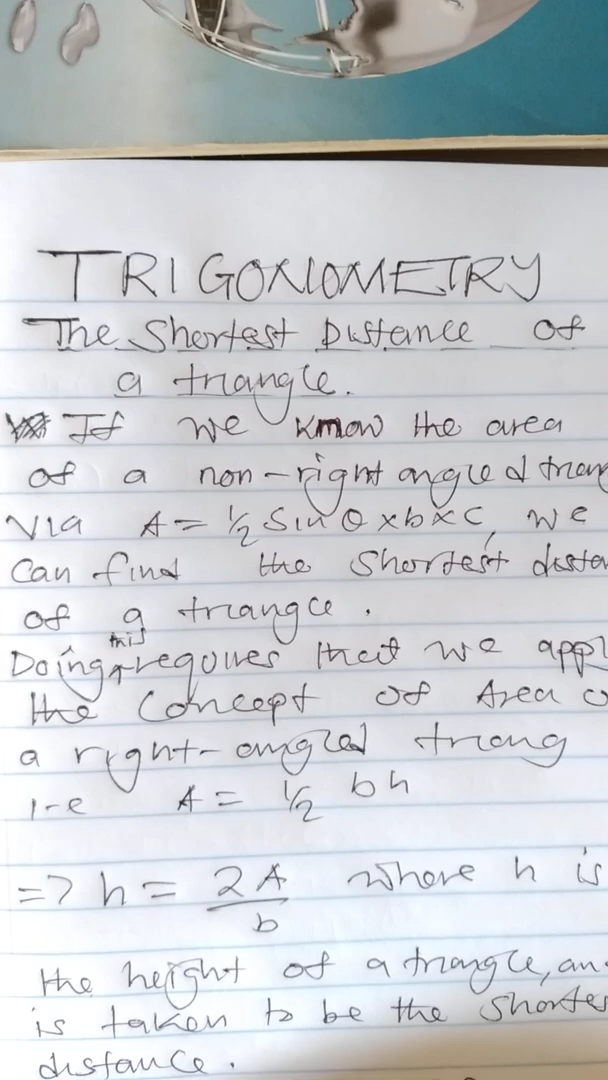 TRIGONOMETRY
The Shortest Distance of
a triangle.
If we know the area
of a non-right angled triang
via A = 1/2 Sin θ x b x c, we
can find the shortest dista
of a triangle.
Doing this requires that we appl
the concept of Area o
a right-angled triang
i-e A = 1/2 bh
=> h = 2A/b where h is
the height of a triangle, an
is taken to be the shortes
distance.